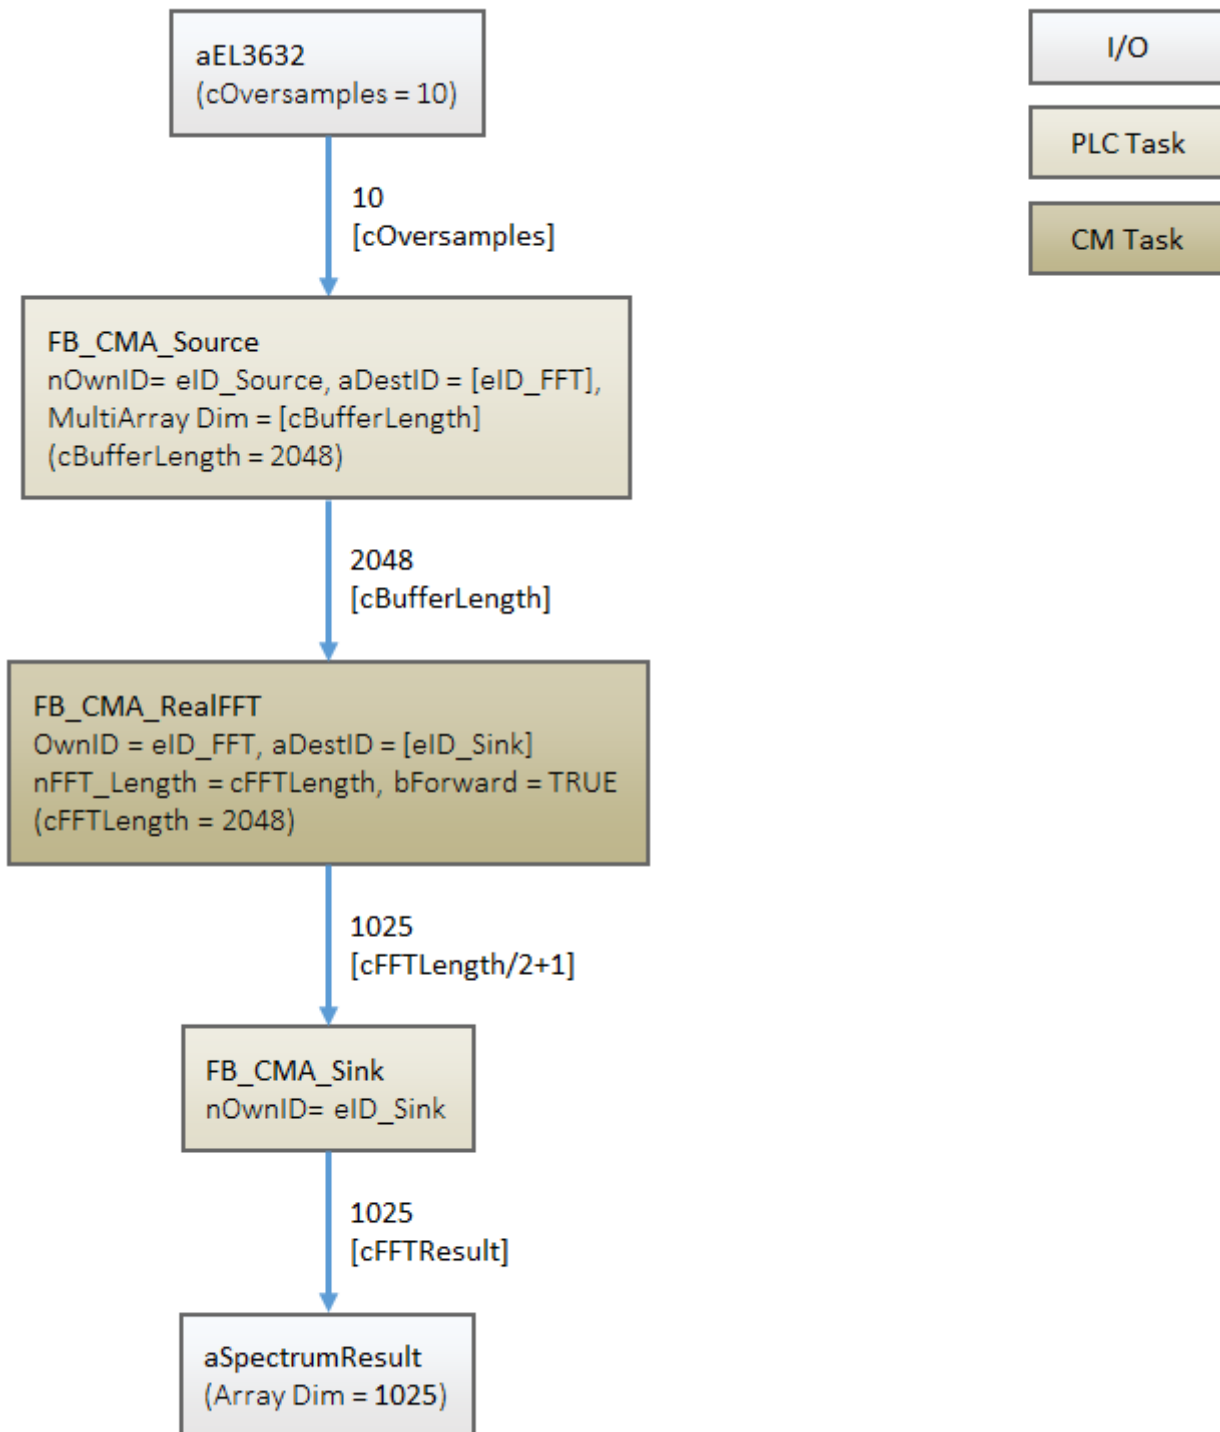 aEL3632
(cOversamples = 10)
10
[cOversamples]
FB_CMA_Source
nOwnID= eID_Source, aDestID = [eID_FFT],
MultiArray Dim = [cBufferLength]
(cBufferLength = 2048)
2048
[cBufferLength]
FB_CMA_RealFFT
OwnID = eID_FFT, aDestID = [eID_Sink]
nFFT_Length = cFFTLength, bForward = TRUE
(cFFTLength = 2048)
1025
[cFFTLength/2+1]
FB_CMA_Sink
nOwnID= eID_Sink
1025
[cFFTResult]
aSpectrumResult
(Array Dim = 1025)
I/O
PLC Task
CM Task